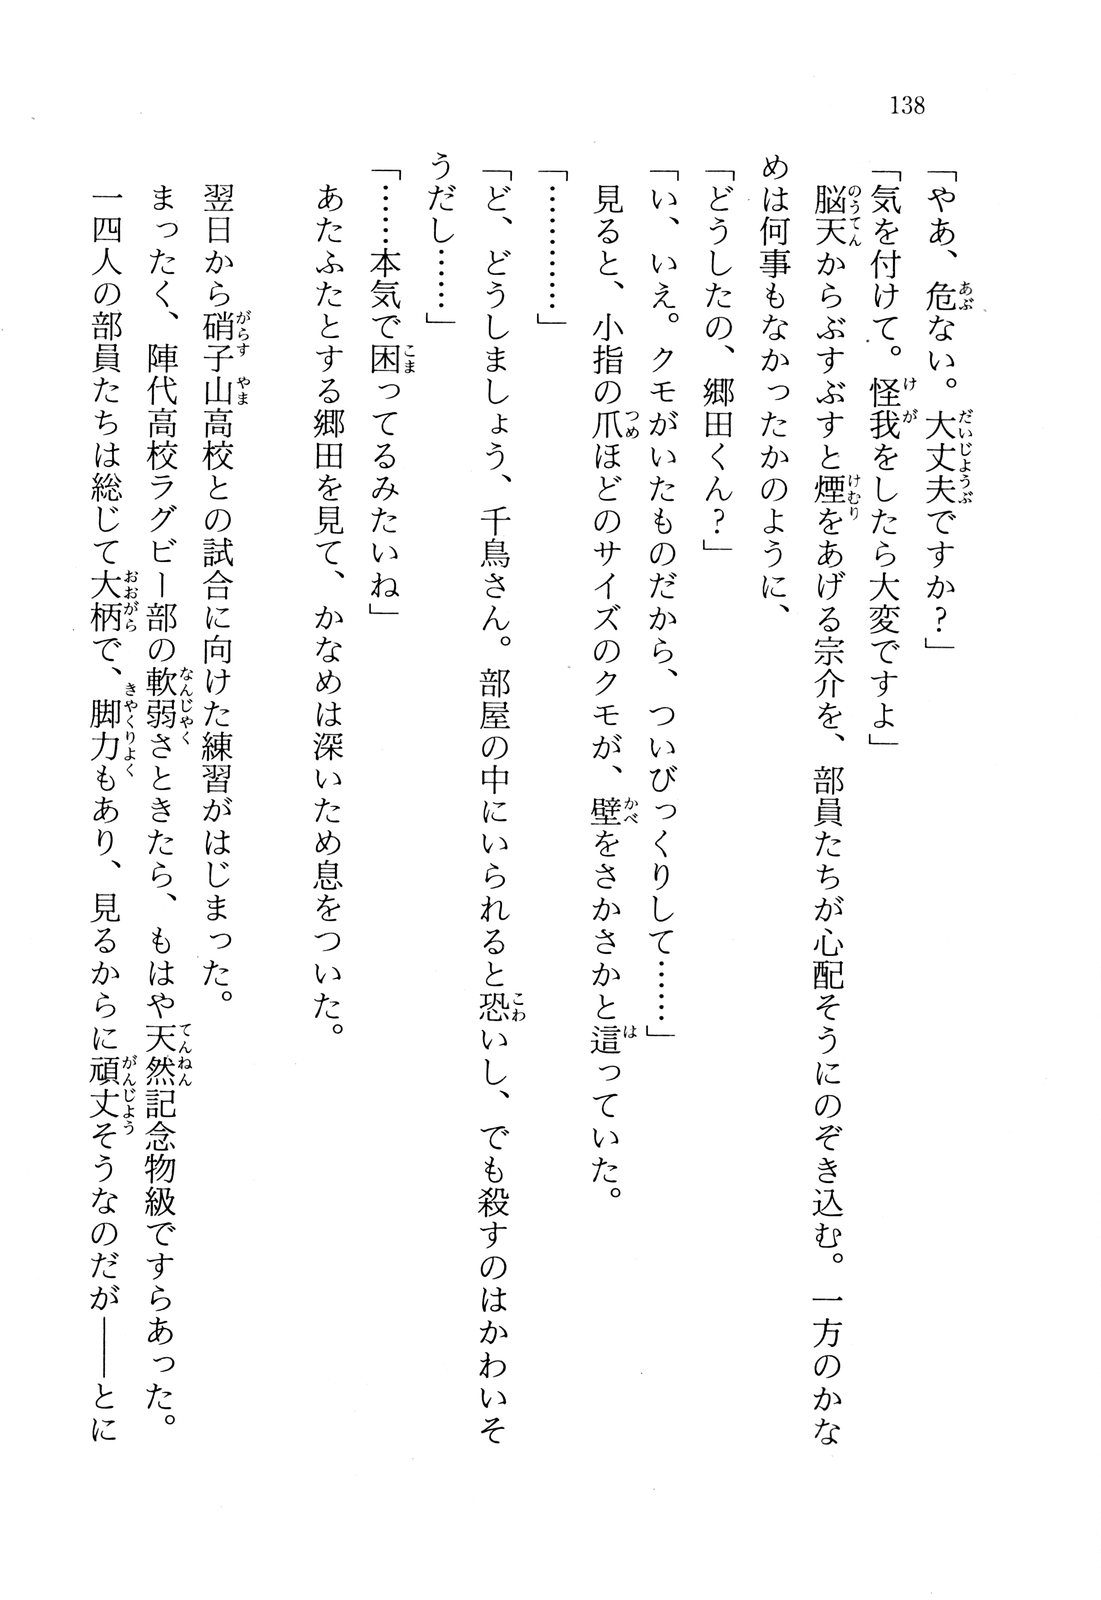 138
「やあ、危ない。大丈夫ですか？」
「気を付けて。怪我をしたら大変ですよ」
脳天からぶすぶすと煙をあげる宗介を、部員たちが心配そうにのぞき込む。一方のかな
めは何事もなかったかのように、
「どうしたの、郷田くん？」
「い、いえ。クモがいたものだから、ついびっくりして……」
見ると、小指の爪ほどのサイズのクモが、壁をさかさかと這っていた。
「…………」
「ど、どうしましょう、千鳥さん。部屋の中にいられると恐いし、でも殺すのはかわいそ
うだし……」
「……本気で困ってるみたいね」
あたふたとする郷田を見て、かなめは深いため息をついた。
翌日から硝子山高校との試合に向けた練習がはじまった。
まったく、陣代高校ラグビー部の軟弱さときたら、もはや天然記念物級ですらあった。
一四人の部員たちは総じて大柄で、脚力もあり、見るからに頑丈そうなのだが――とに